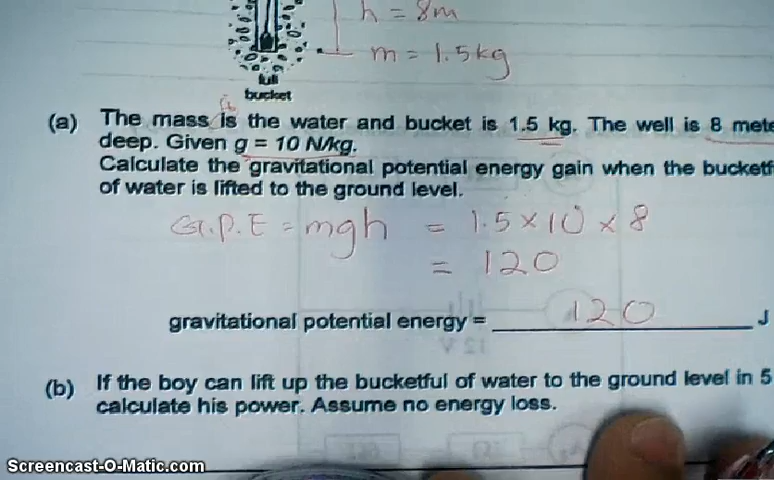 h = 8m
m = 1.5kg
full
bucket
(a) The mass is the water and bucket is 1.5 kg. The well is 8 mete
deep. Given g = 10 N/kg.
Calculate the gravitational potential energy gain when the bucketf
of water is lifted to the ground level.
G.P.E = mgh = 1.5 × 10 × 8
= 120
gravitational potential energy = 120 J
(b) If the boy can lift up the bucketful of water to the ground level in 5
calculate his power. Assume no energy loss.
Screencast-O-Matic.com